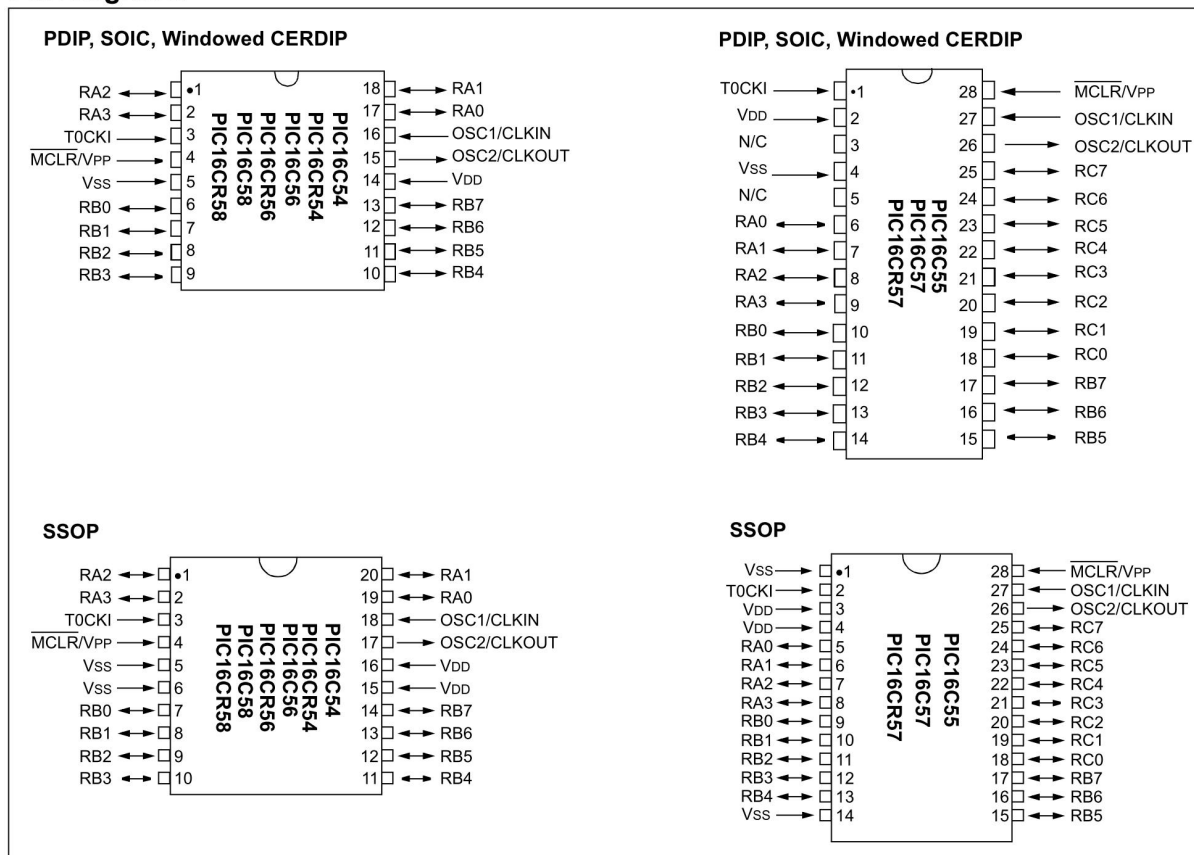 PDIP, SOIC, Windowed CERDIP
RA2 •1 18 RA1
RA3 2 17 RA0
T0CKI 3 16 OSC1/CLKIN
MCLR/VPP 4 15 OSC2/CLKOUT
VSS 5 14 VDD
RB0 6 13 RB7
RB1 7 12 RB6
RB2 8 11 RB5
RB3 9 10 RB4
PIC16C54
PIC16CR54
PIC16C56
PIC16CR56
PIC16C58
PIC16CR58
PDIP, SOIC, Windowed CERDIP
T0CKI •1 28 MCLR/VPP
VDD 2 27 OSC1/CLKIN
N/C 3 26 OSC2/CLKOUT
VSS 4 25 RC7
N/C 5 24 RC6
RA0 6 23 RC5
RA1 7 22 RC4
RA2 8 21 RC3
RA3 9 20 RC2
RB0 10 19 RC1
RB1 11 18 RC0
RB2 12 17 RB7
RB3 13 16 RB6
RB4 14 15 RB5
PIC16C55
PIC16C57
PIC16CR57
SSOP
RA2 •1 20 RA1
RA3 2 19 RA0
T0CKI 3 18 OSC1/CLKIN
MCLR/VPP 4 17 OSC2/CLKOUT
VSS 5 16 VDD
VSS 6 15 VDD
RB0 7 14 RB7
RB1 8 13 RB6
RB2 9 12 RB5
RB3 10 11 RB4
PIC16C54
PIC16CR54
PIC16C56
PIC16CR56
PIC16C58
PIC16CR58
SSOP
VSS •1 28 MCLR/VPP
T0CKI 2 27 OSC1/CLKIN
VDD 3 26 OSC2/CLKOUT
VDD 4 25 RC7
RA0 5 24 RC6
RA1 6 23 RC5
RA2 7 22 RC4
RA3 8 21 RC3
RB0 9 20 RC2
RB1 10 19 RC1
RB2 11 18 RC0
RB3 12 17 RB7
RB4 13 16 RB6
VSS 14 15 RB5
PIC16C55
PIC16C57
PIC16CR57